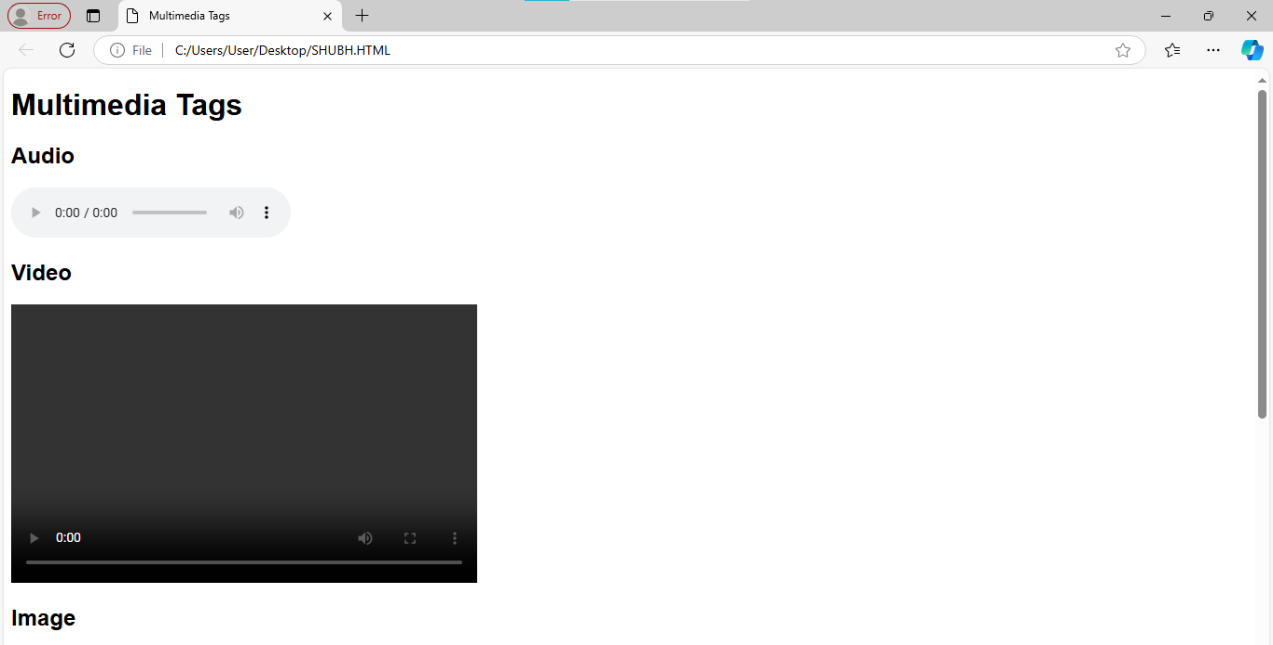 Error
Multimedia Tags
File
C:/Users/User/Desktop/SHUBH.HTML
Multimedia Tags
Audio
0:00 / 0:00
Video
0:00
Image